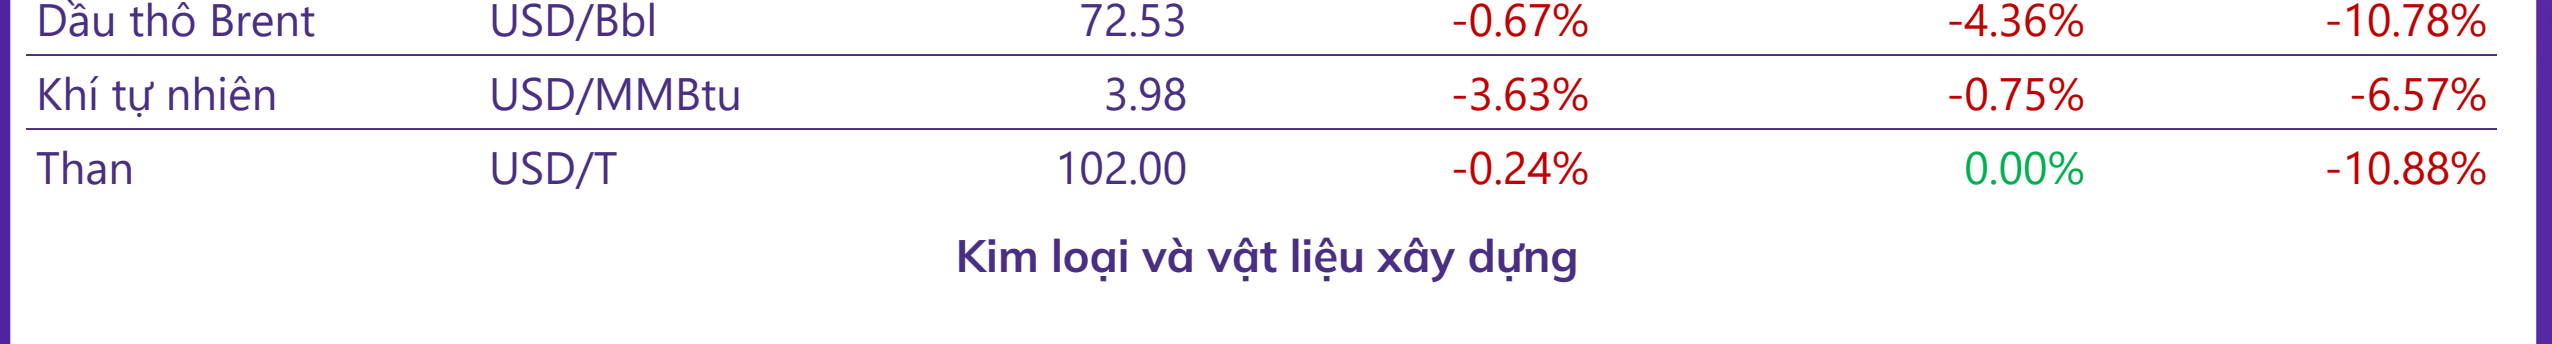 Dầu thô Brent USD/Bbl 72.53 -0.67% -4.36% -10.78%
Khí tự nhiên USD/MMBtu 3.98 -3.63% -0.75% -6.57%
Than USD/T 102.00 -0.24% 0.00% -10.88%
Kim loại và vật liệu xây dựng